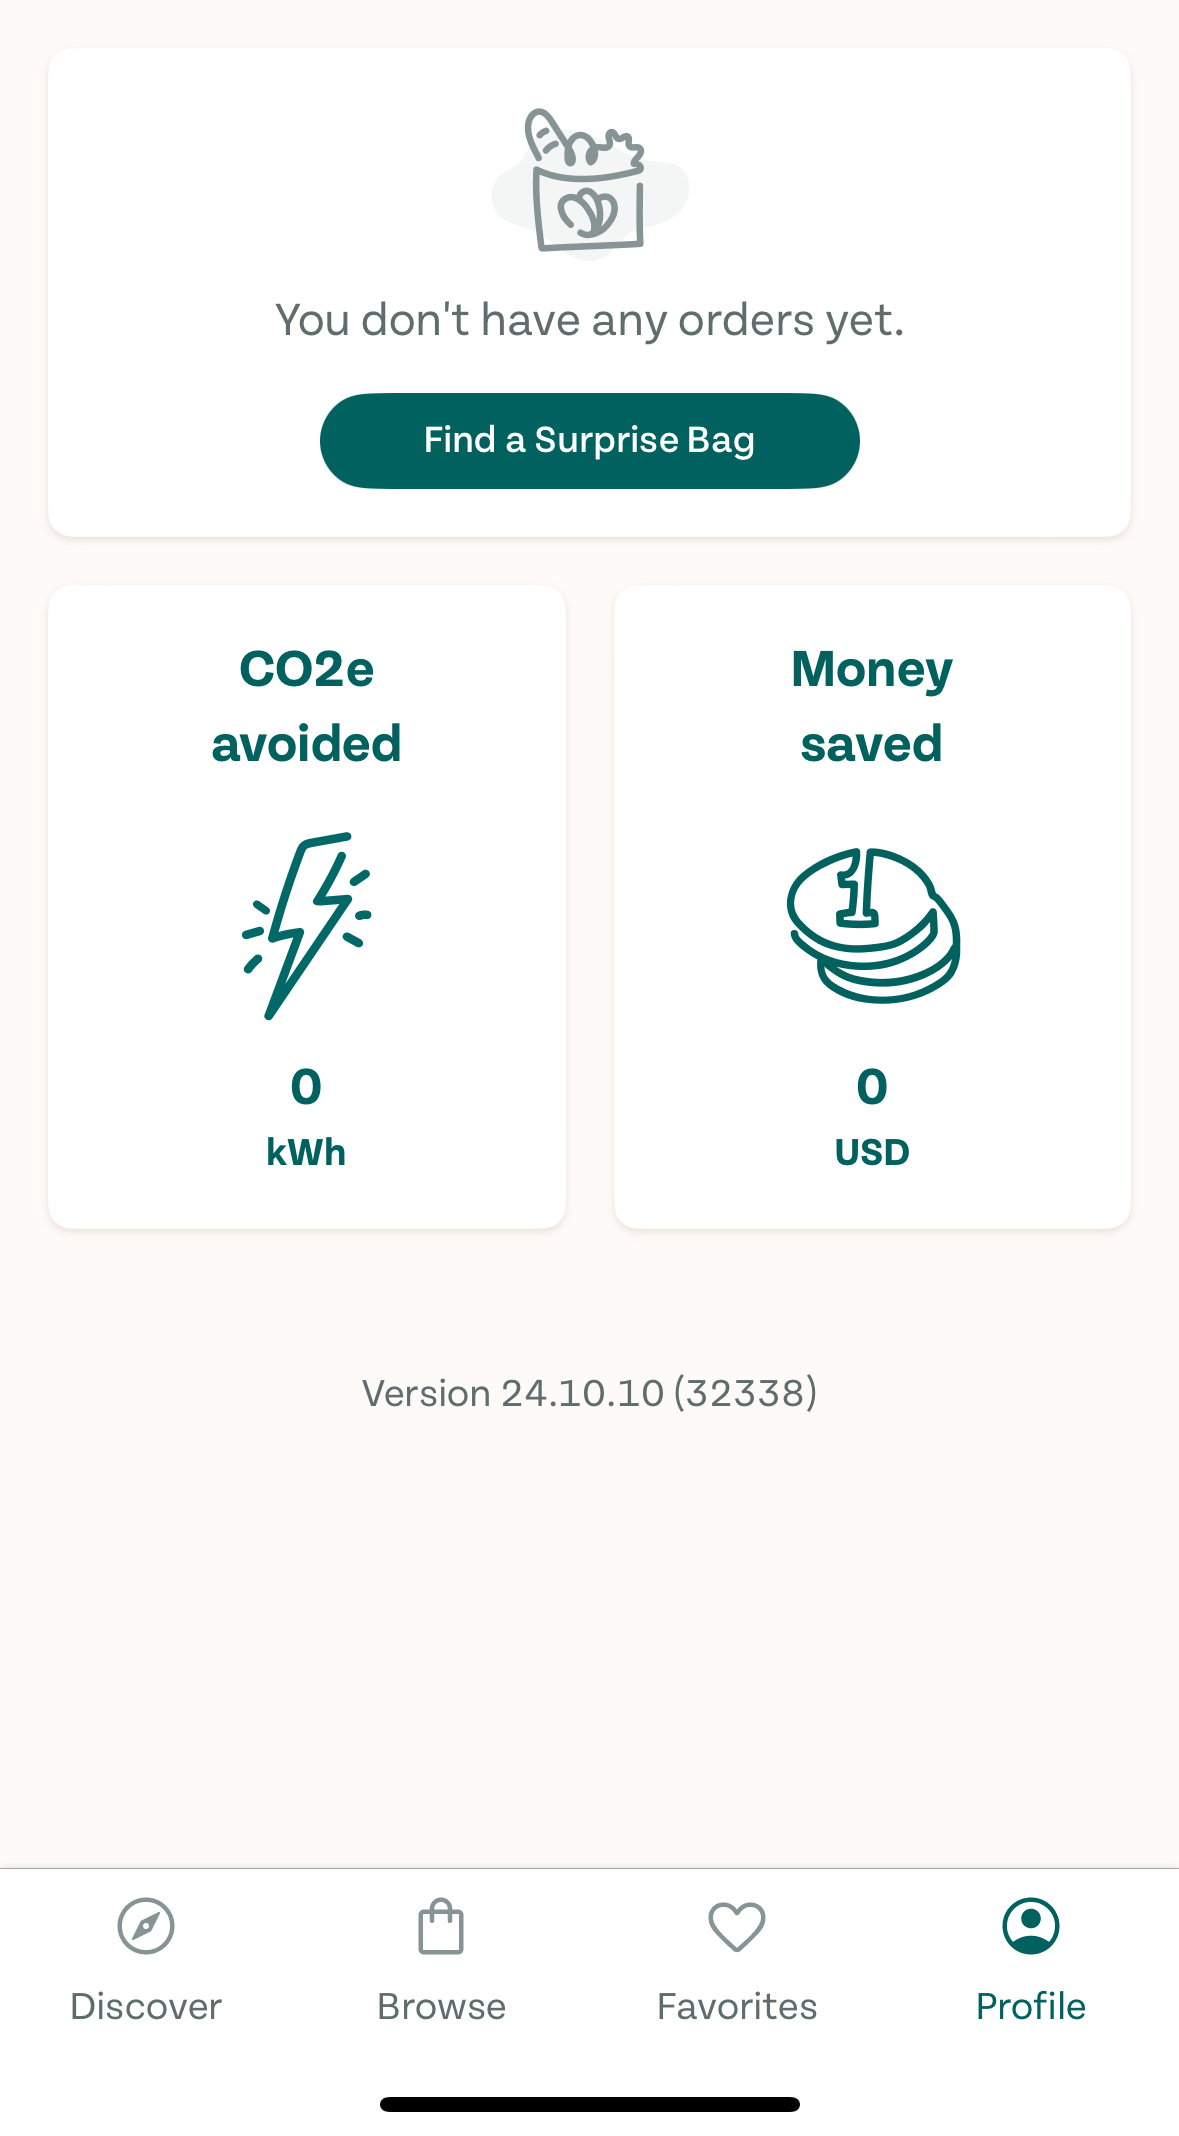 You don't have any orders yet.
Find a Surprise Bag
CO2e
avoided
0
kWh
Money
saved
1
0
USD
Version 24.10.10 (32338)
Discover
Browse
Favorites
Profile